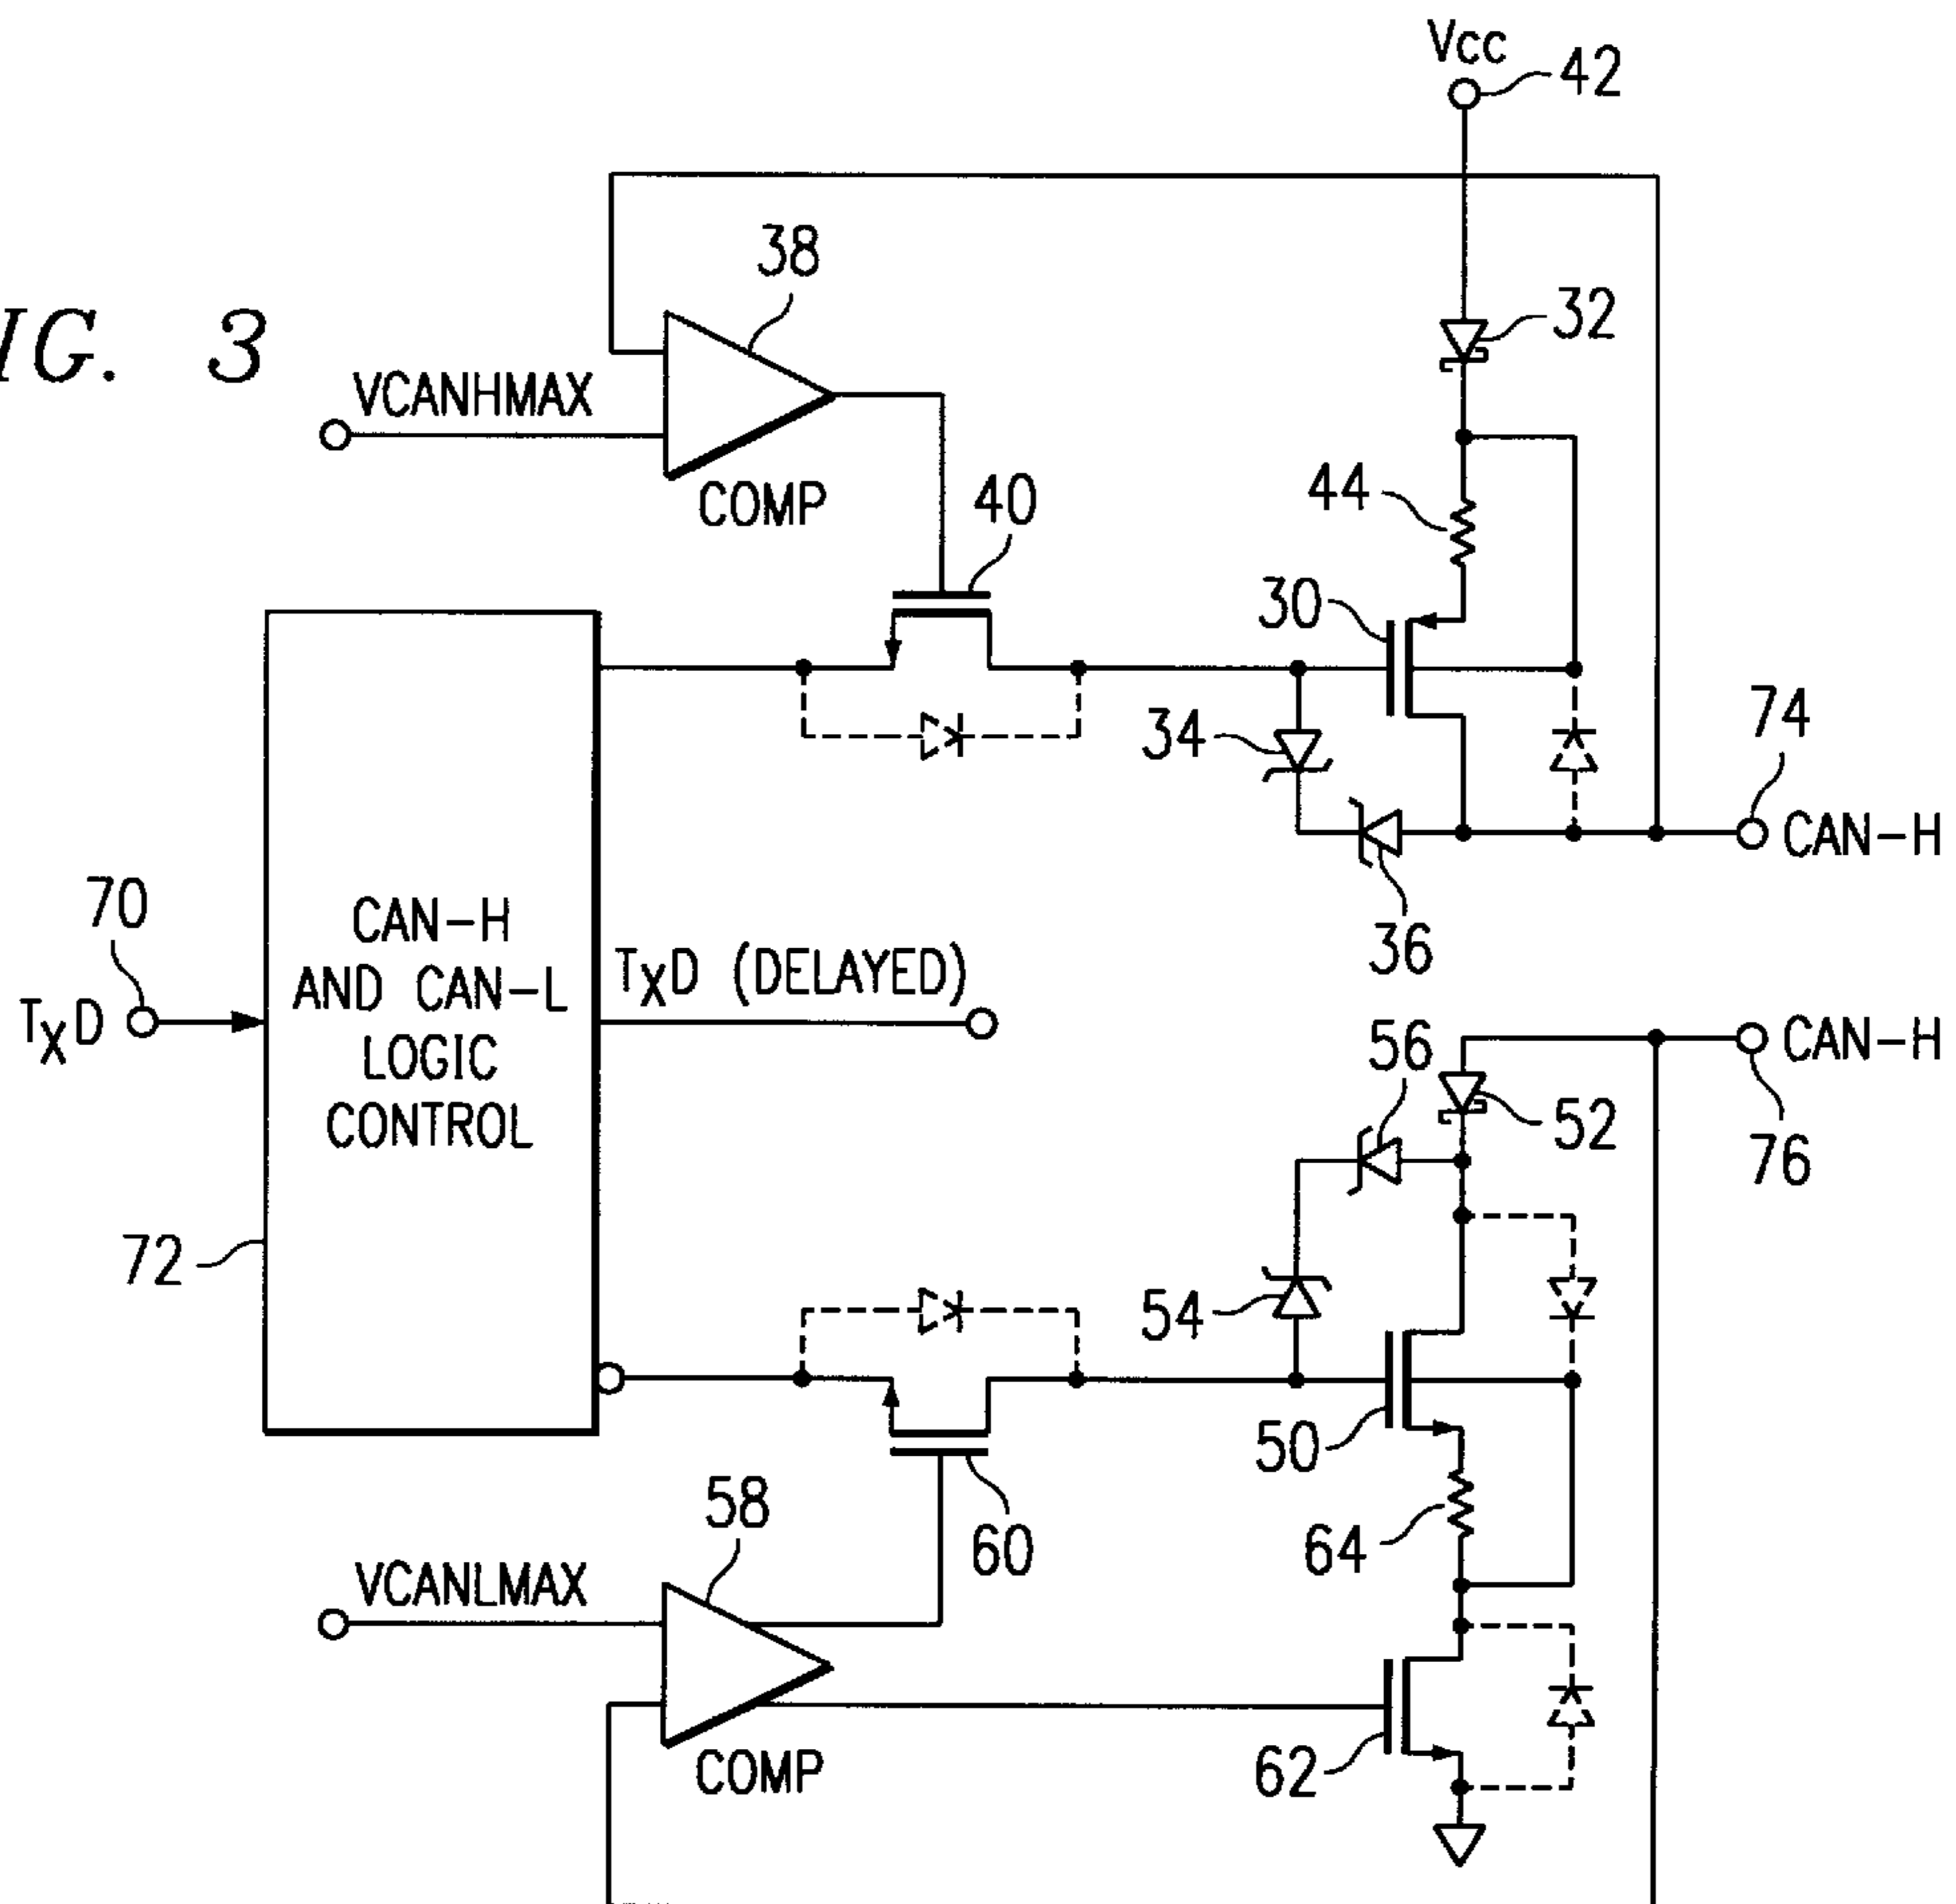 Vcc
42
38
IG. 3
32
VCANHMAX
44
40
COMP
30
74
34
CAN-H
36
70
CAN-H
AND CAN-L
LOGIC
CONTROL
TXD (DELAYED)
TXD
56
CAN-H
52
76
72
54
50
58
60
64
VCANLMAX
62
COMP